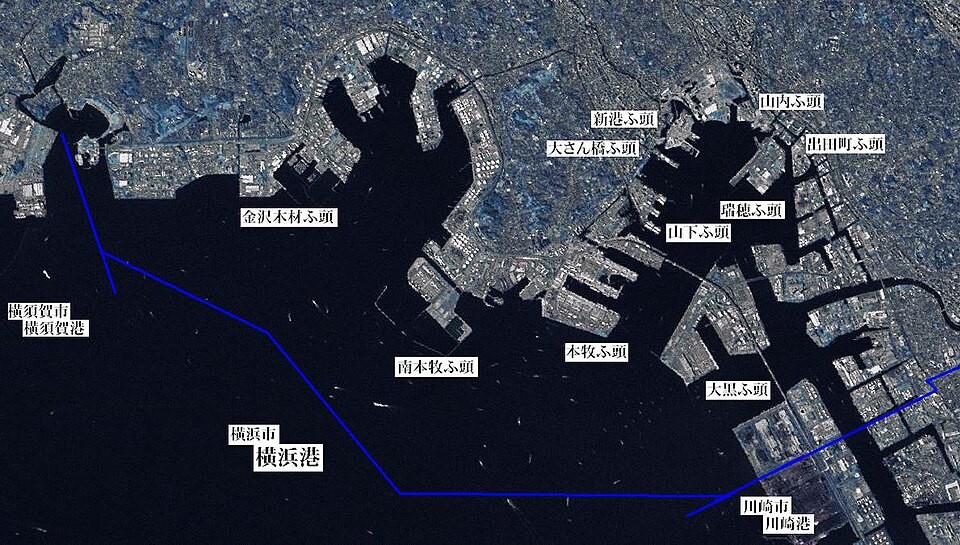 山内ふ頭
新港ふ頭
出田町ふ頭
大さん橋ふ頭
瑞穂ふ頭
金沢木材ふ頭
山下ふ頭
横須賀市
横須賀港
本牧ふ頭
南本牧ふ頭
大黒ふ頭
横浜市
横浜港
川崎市
川崎港